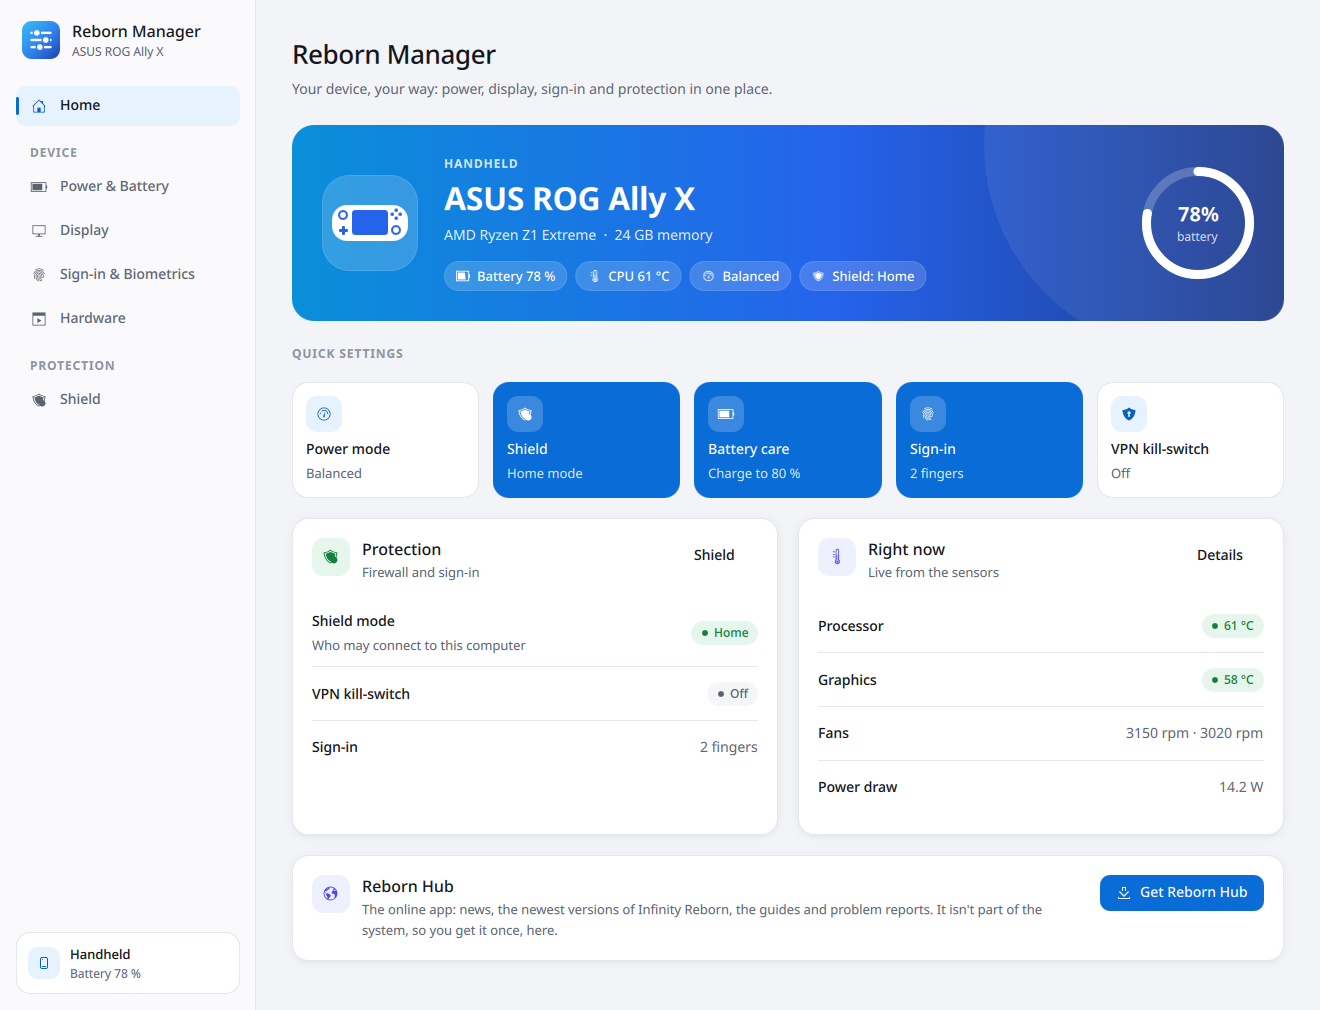 Reborn Manager
ASUS ROG Ally X
Home
DEVICE
Power & Battery
Display
Sign-in & Biometrics
Hardware
PROTECTION
Shield
Handheld
Battery 78 %
Reborn Manager
Your device, your way: power, display, sign-in and protection in one place.
HANDHELD
ASUS ROG Ally X
AMD Ryzen Z1 Extreme · 24 GB memory
Battery 78 %
CPU 61 °C
Balanced
Shield: Home
78%
battery
QUICK SETTINGS
Power mode
Balanced
Shield
Home mode
Battery care
Charge to 80 %
Sign-in
2 fingers
VPN kill-switch
Off
Protection
Firewall and sign-in
Shield
Shield mode
Who may connect to this computer
Home
VPN kill-switch
Off
Sign-in
2 fingers
Right now
Live from the sensors
Details
Processor
61 °C
Graphics
58 °C
Fans
3150 rpm · 3020 rpm
Power draw
14.2 W
Reborn Hub
The online app: news, the newest versions of Infinity Reborn, the guides and problem reports. It isn't part of the
system, so you get it once, here.
Get Reborn Hub